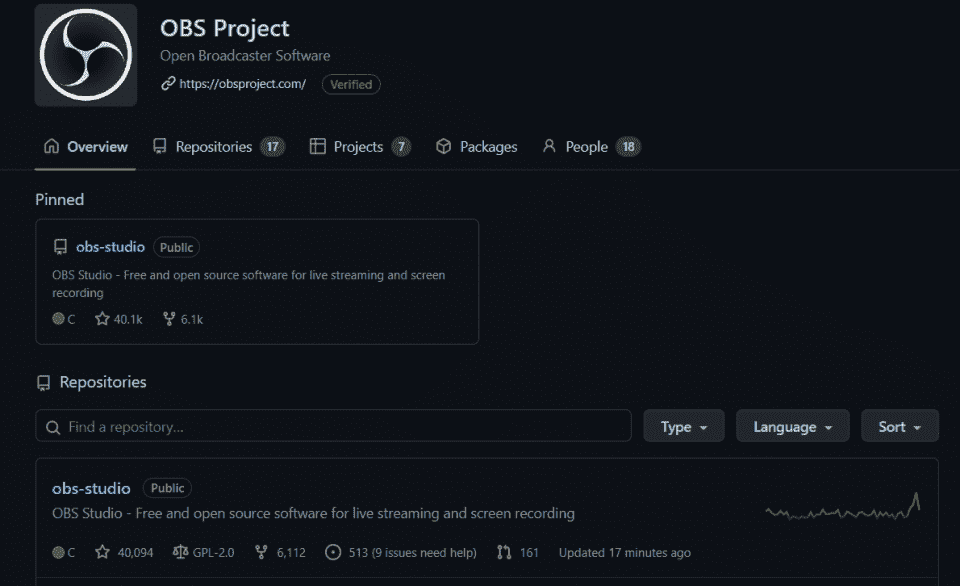 OBS Project
Open Broadcaster Software
https://obsproject.com/ Verified
Overview Repositories 17 Projects 7 Packages People 18
Pinned
obs-studio Public
OBS Studio - Free and open source software for live streaming and screen
recording
C 40.1k 6.1k
Repositories
Find a repository... Type Language Sort
obs-studio Public
OBS Studio - Free and open source software for live streaming and screen recording
C 40,094 GPL-2.0 6,112 513 (9 issues need help) 161 Updated 17 minutes ago